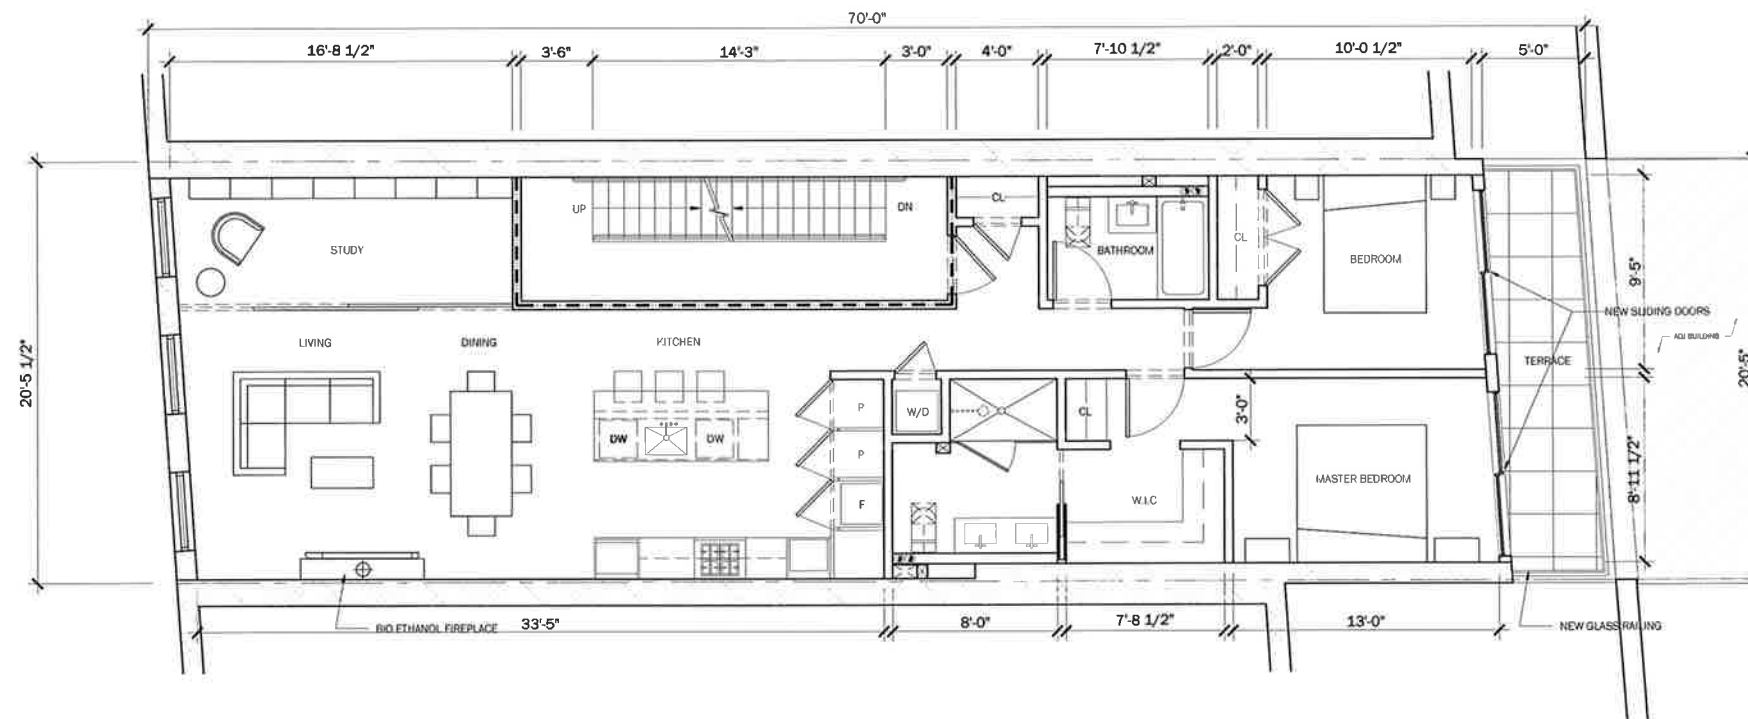 70'-0"
16'-8 1/2"
3'-6"
14'-3"
3'-0"
4'-0"
7'-10 1/2"
2'-0"
10'-0 1/2"
5'-0"
UP
DN
CL
STUDY
BATHROOM
CL
BEDROOM
9'-5"
NEW SLIDING DOORS
ADJ BUILDING
LIVING
DINING
KITCHEN
TERRACE
20'-5 1/2"
20'-5"
P
W/D
CL
3'-0"
DW
DW
P
F
W.I.C
MASTER BEDROOM
8'-11 1/2"
BIO ETHANOL FIREPLACE
33'-5"
8'-0"
7'-8 1/2"
13'-0"
NEW GLASS RAILING